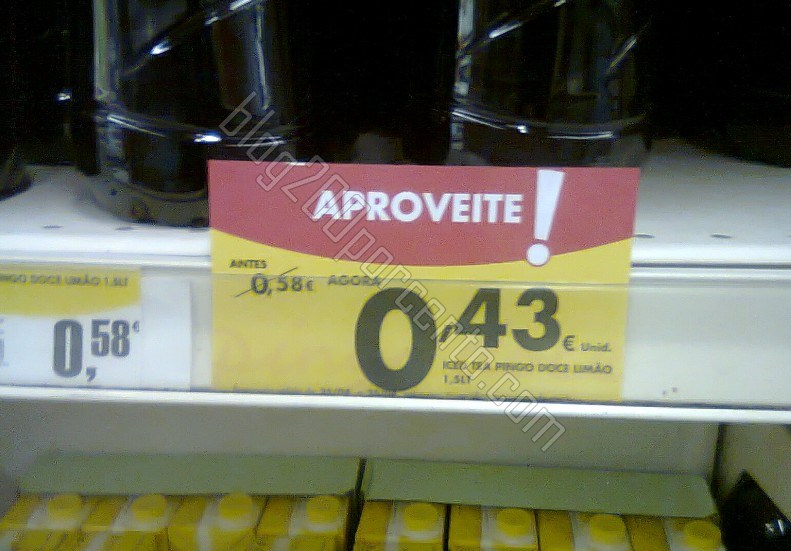 APROVEITE!
ANTES
0,58€
AGORA
0,43€ Unid.
ICED TEA PINGO DOCE LIMÃO
1,5LT
PINGO DOCE LIMÃO 1.5LT
0,58€
blog200porcento.com